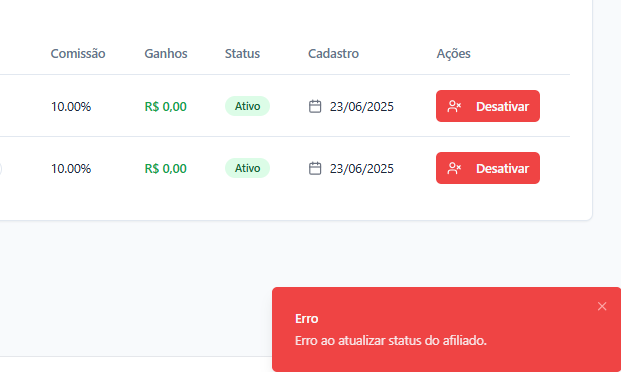 Comissão Ganhos Status Cadastro Ações
10.00% R$ 0,00 Ativo 23/06/2025 Desativar
10.00% R$ 0,00 Ativo 23/06/2025 Desativar
Erro
Erro ao atualizar status do afiliado.